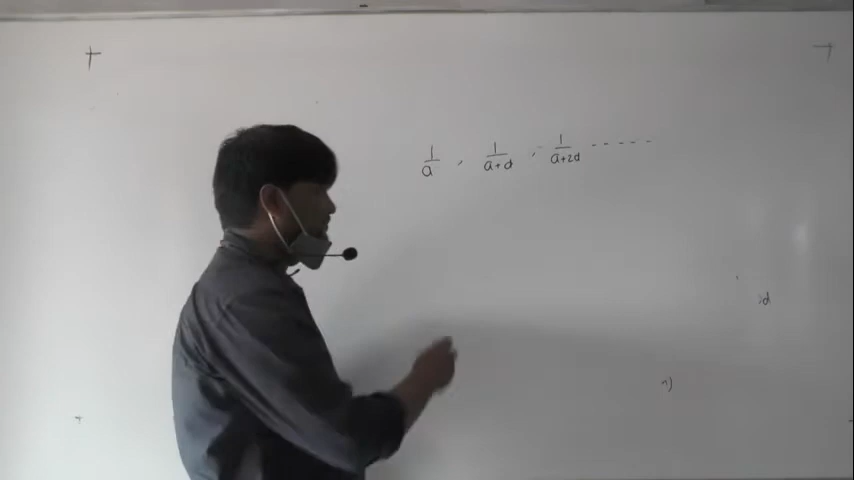 1/a , 1/(a+d) , 1/(a+2d) - - - - -
d
n)